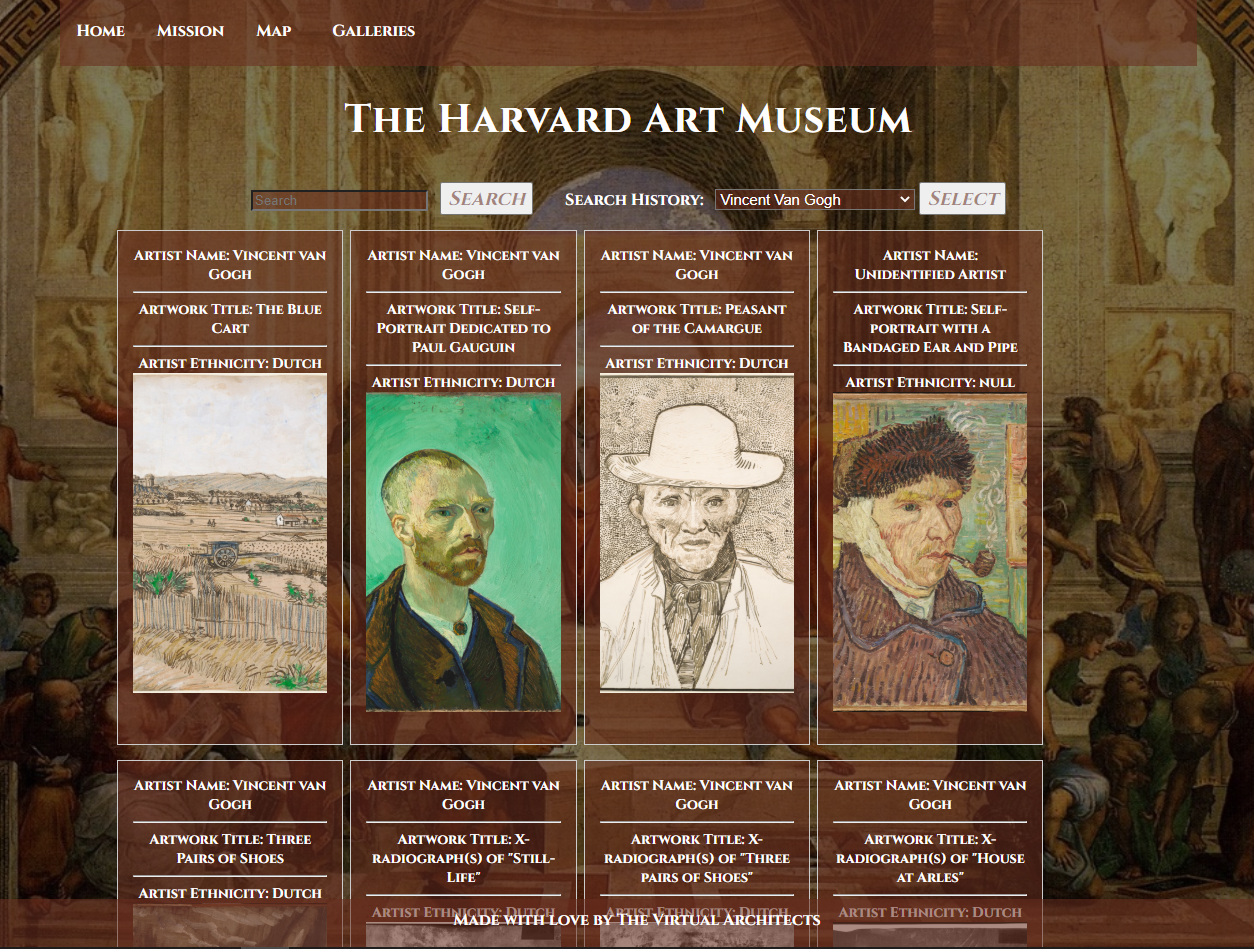 Home Mission Map Galleries
The Harvard Art Museum
Search Search Search History: Vincent Van Gogh Select
Artist Name: Vincent van
Gogh
Artwork Title: The Blue
Cart
Artist Ethnicity: Dutch
Artist Name: Vincent van
Gogh
Artwork Title: Self-
Portrait Dedicated to
Paul Gauguin
Artist Ethnicity: Dutch
Artist Name: Vincent van
Gogh
Artwork Title: Peasant
of the Camargue
Artist Ethnicity: Dutch
Artist Name:
Unidentified Artist
Artwork Title: Self-
portrait with a
Bandaged Ear and Pipe
Artist Ethnicity: null
Artist Name: Vincent van
Gogh
Artwork Title: Three
Pairs of Shoes
Artist Ethnicity: Dutch
Artist Name: Vincent van
Gogh
Artwork Title: X-
radiograph(s) of "Still-
Life"
Artist Ethnicity: Dutch
Artist Name: Vincent van
Gogh
Artwork Title: X-
radiograph(s) of "Three
pairs of Shoes"
Artist Ethnicity: Dutch
Artist Name: Vincent van
Gogh
Artwork Title: X-
radiograph(s) of "House
at Arles"
Artist Ethnicity: Dutch
Made with love by The Virtual Architects